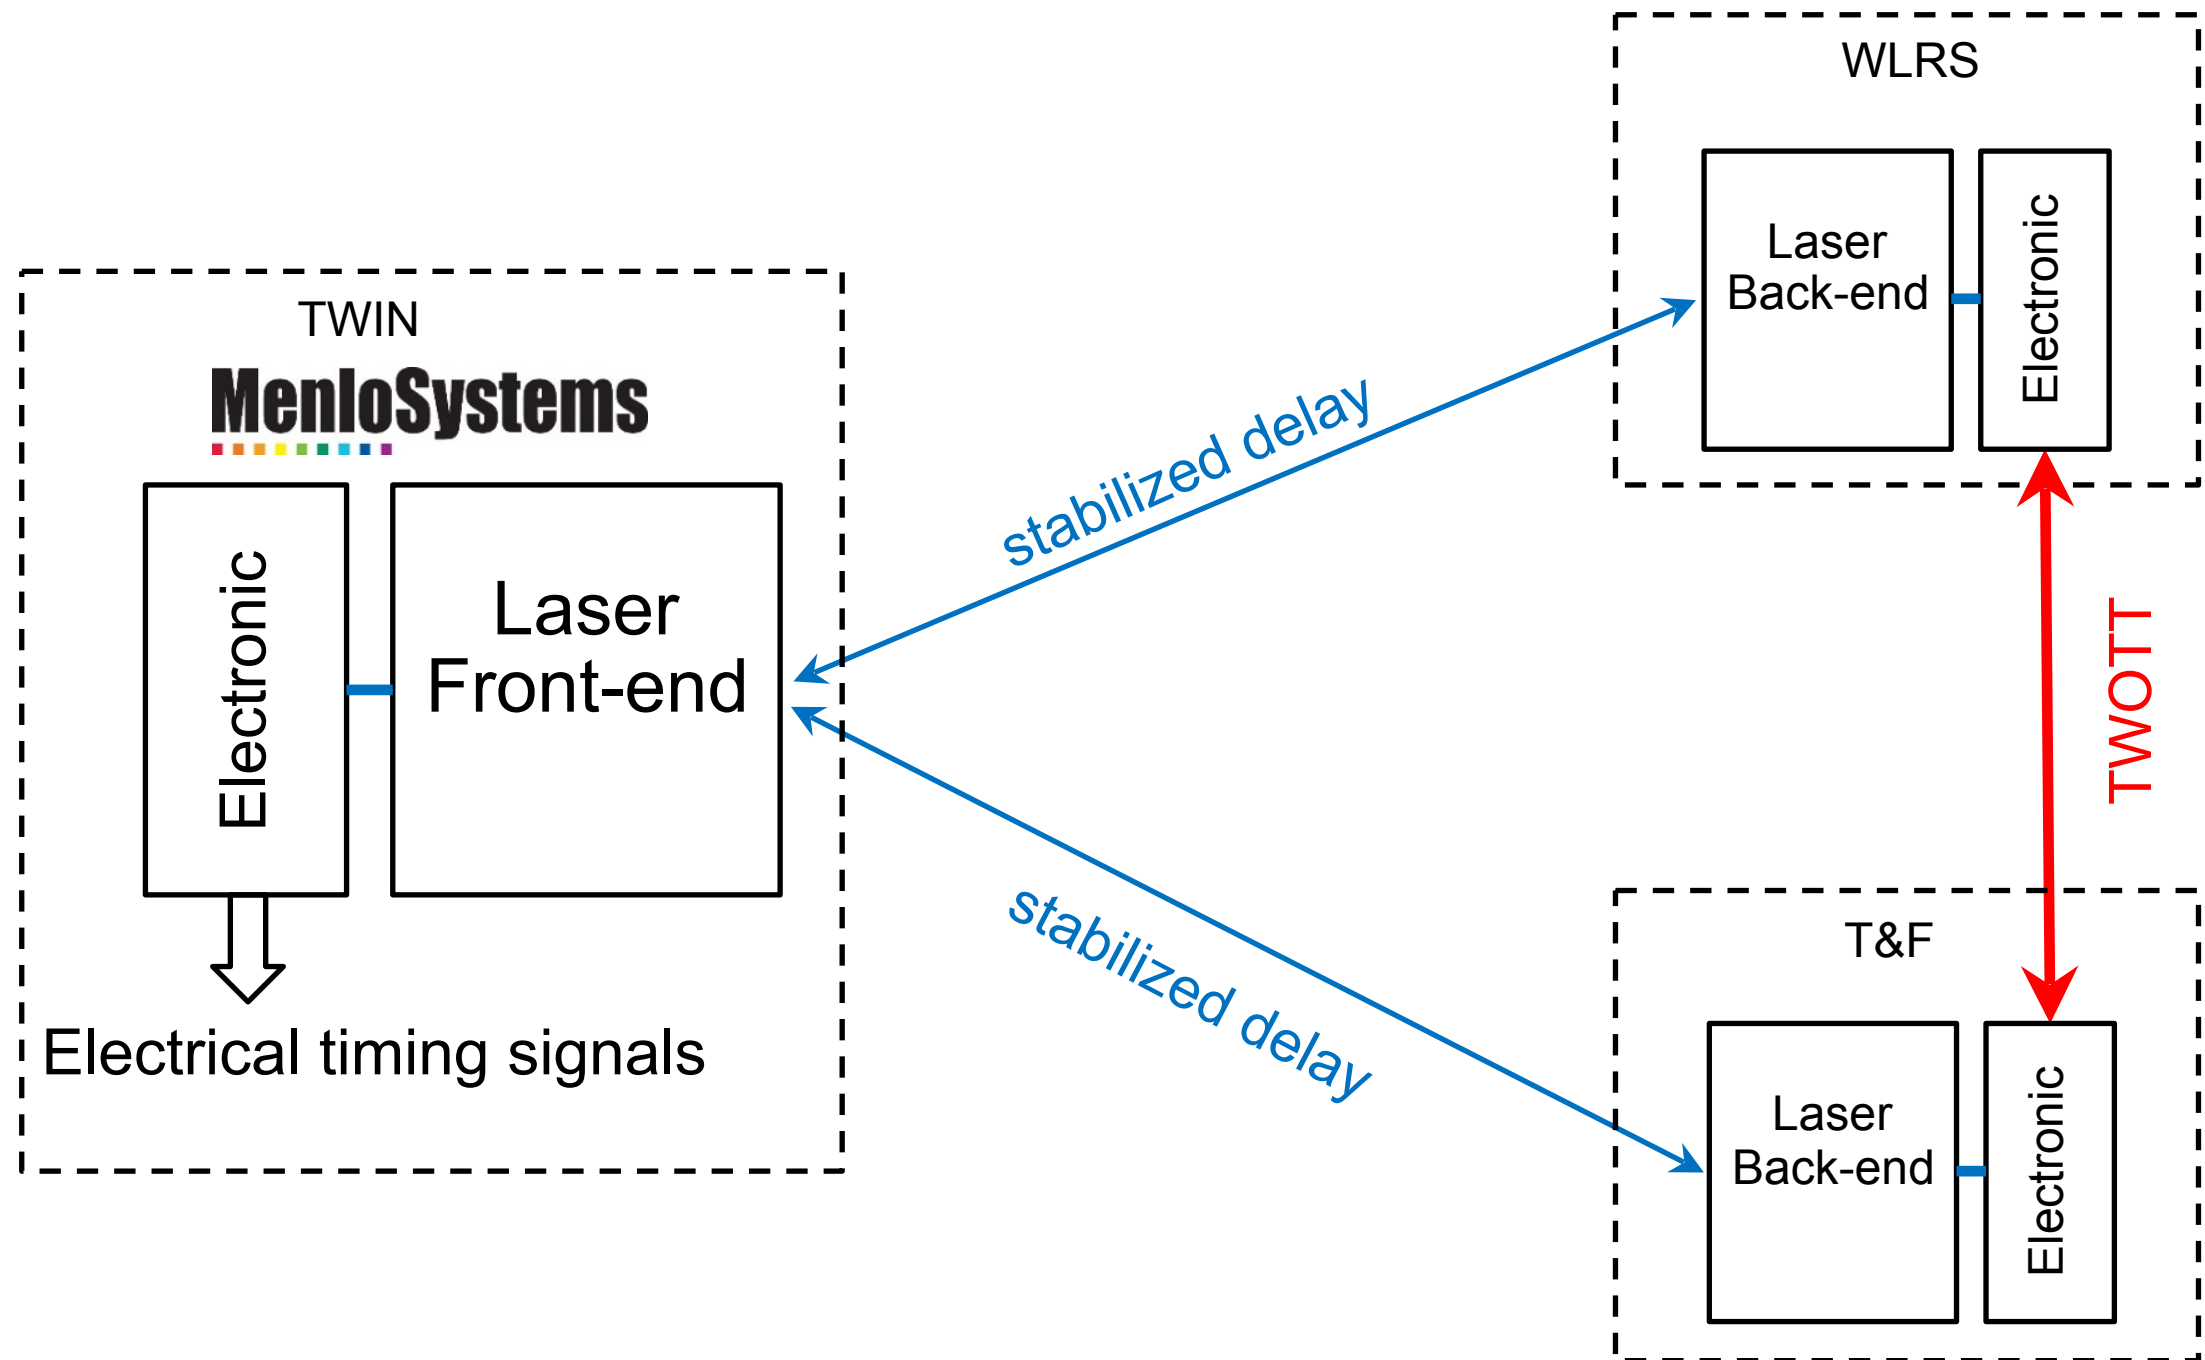 WLRS
Laser
Back-end
Electronic
TWIN
MenloSystems
Electronic
Laser
Front-end
Electrical timing signals
stabilized delay
stabilized delay
TWOTT
T&F
Laser
Back-end
Electronic